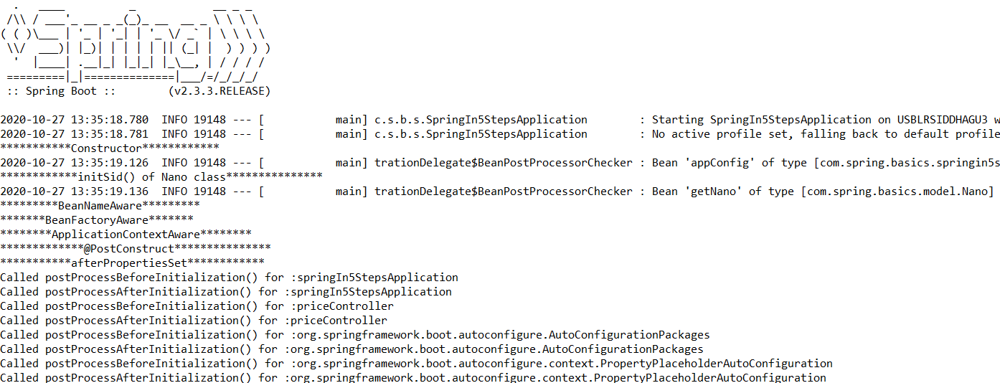 .   ____          _            __ _ _
 /\\ / ___'_ __ _ _(_)_ __  __ _ \ \ \ \
( ( )\___ | '_ | '_| | '_ \/ _` | \ \ \ \
 \\/  ___)| |_)| | | | | || (_| |  ) ) ) )
  '  |____| .__|_| |_|_| |_\__, | / / / /
 =========|_|==============|___/=/_/_/_/
 :: Spring Boot ::        (v2.3.3.RELEASE)
2020-10-27 13:35:18.780  INFO 19148 --- [           main] c.s.b.s.SpringIn5StepsApplication        : Starting SpringIn5StepsApplication on USBLRSIDDHAGU3 w
2020-10-27 13:35:18.781  INFO 19148 --- [           main] c.s.b.s.SpringIn5StepsApplication        : No active profile set, falling back to default profile
***********Constructor************
2020-10-27 13:35:19.126  INFO 19148 --- [           main] trationDelegate$BeanPostProcessorChecker : Bean 'appConfig' of type [com.spring.basics.springin5s
************initSid() of Nano class***************
2020-10-27 13:35:19.136  INFO 19148 --- [           main] trationDelegate$BeanPostProcessorChecker : Bean 'getNano' of type [com.spring.basics.model.Nano]
*********BeanNameAware*********
*******BeanFactoryAware*******
********ApplicationContextAware********
*************@PostConstruct***************
***********afterPropertiesSet************
Called postProcessBeforeInitialization() for :springIn5StepsApplication
Called postProcessAfterInitialization() for :springIn5StepsApplication
Called postProcessBeforeInitialization() for :priceController
Called postProcessAfterInitialization() for :priceController
Called postProcessBeforeInitialization() for :org.springframework.boot.autoconfigure.AutoConfigurationPackages
Called postProcessAfterInitialization() for :org.springframework.boot.autoconfigure.AutoConfigurationPackages
Called postProcessBeforeInitialization() for :org.springframework.boot.autoconfigure.context.PropertyPlaceholderAutoConfiguration
Called postProcessAfterInitialization() for :org.springframework.boot.autoconfigure.context.PropertyPlaceholderAutoConfiguration